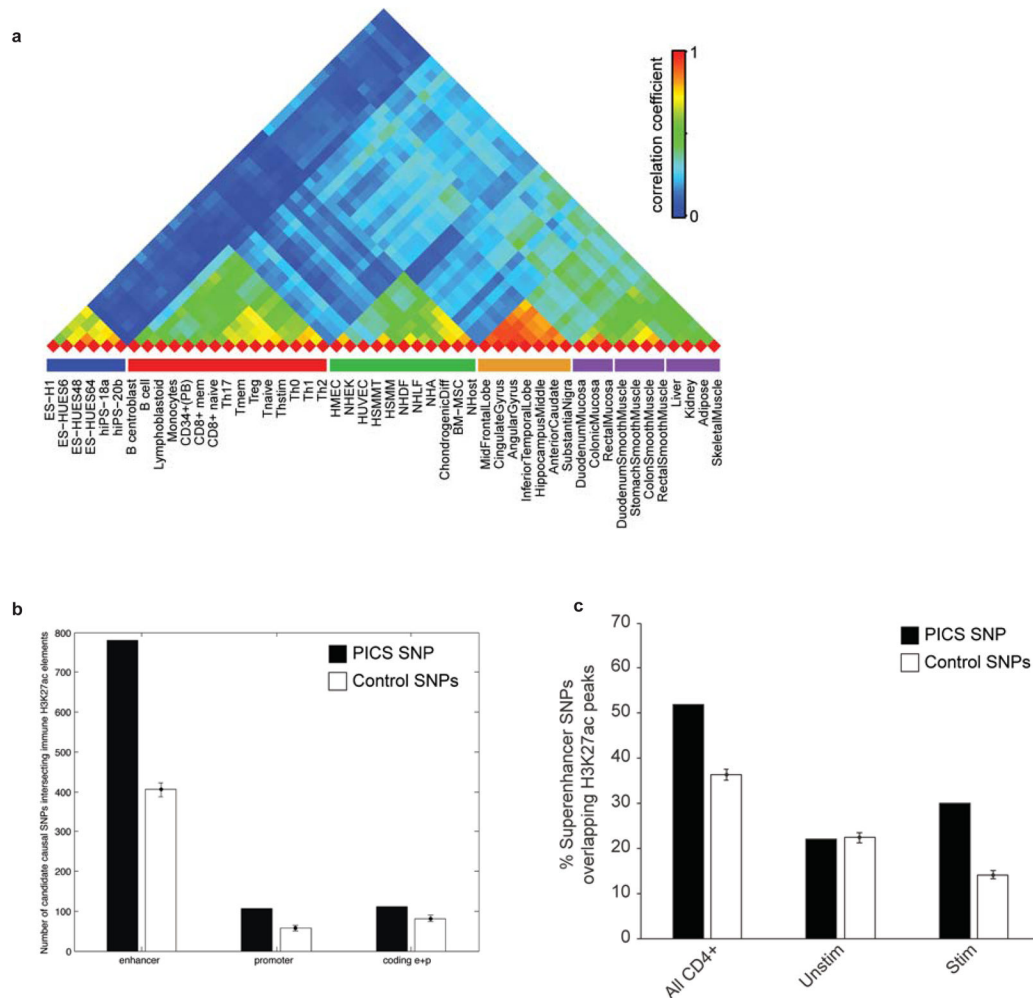 a
correlation coefficient
1
0
ES-H1
ES-HUES6
ES-HUES48
ES-HUES64
hiPS-18a
hiPS-20b
B centroblast
B cell
Lymphoblastoid
Monocytes
CD34+(PB)
CD8+ mem
CD8+ naive
Th17
Tmem
Treg
Tnaive
Thstim
Th0
Th1
Th2
HMEC
NHEK
HUVEC
HSMMT
HSMM
NHDF
NHLF
NHA
ChondrogenicDiff
BM-MSC
NHost
MidFrontalLobe
CingulateGyrus
AngularGyrus
InferiorTemporalLobe
HippocampusMiddle
AnteriorCaudate
SubstantiaNigra
DuodenumMucosa
ColonicMucosa
RectalMucosa
DuodenumSmoothMuscle
StomachSmoothMuscle
ColonSmoothMuscle
RectalSmoothMuscle
Liver
Kidney
Adipose
SkeletalMuscle
b
Number of candidate causal SNPs intersecting immune H3K27ac elements
800
700
600
500
400
300
200
100
0
PICS SNP
Control SNPs
enhancer
promoter
coding e+p
c
% Superenhancer SNPs
overlapping H3K27ac peaks
70
60
50
40
30
20
10
0
PICS SNP
Control SNPs
All CD4+
Unstim
Stim